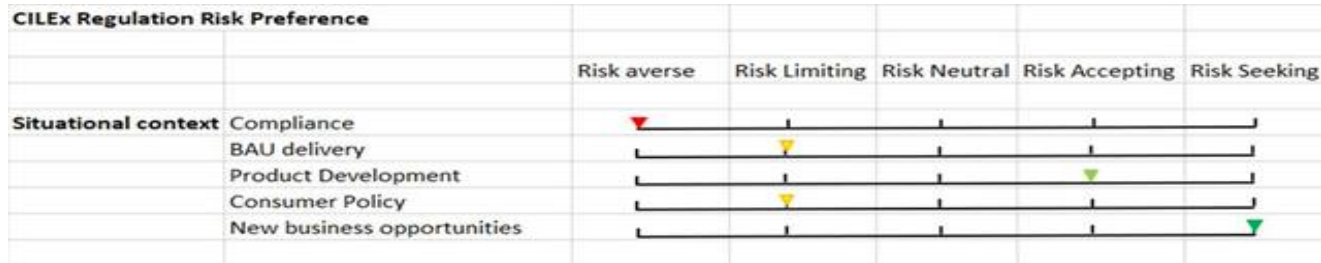 CILEx Regulation Risk Preference
Risk averse Risk Limiting Risk Neutral Risk Accepting Risk Seeking
Situational context Compliance
BAU delivery
Product Development
Consumer Policy
New business opportunities